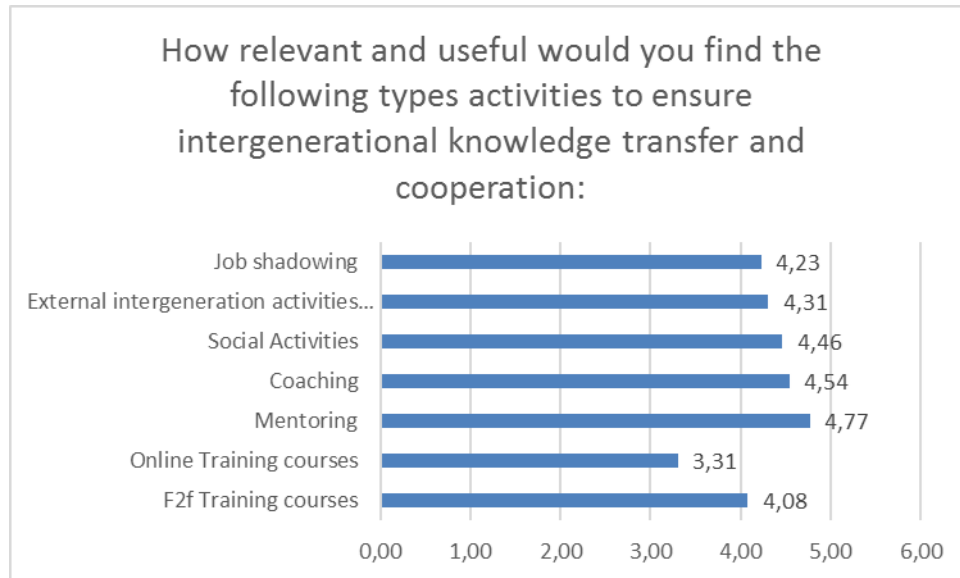 How relevant and useful would you find the
following types activities to ensure
intergenerational knowledge transfer and
cooperation:
Job shadowing 4,23
External intergeneration activities... 4,31
Social Activities 4,46
Coaching 4,54
Mentoring 4,77
Online Training courses 3,31
F2f Training courses 4,08
0,00 1,00 2,00 3,00 4,00 5,00 6,00